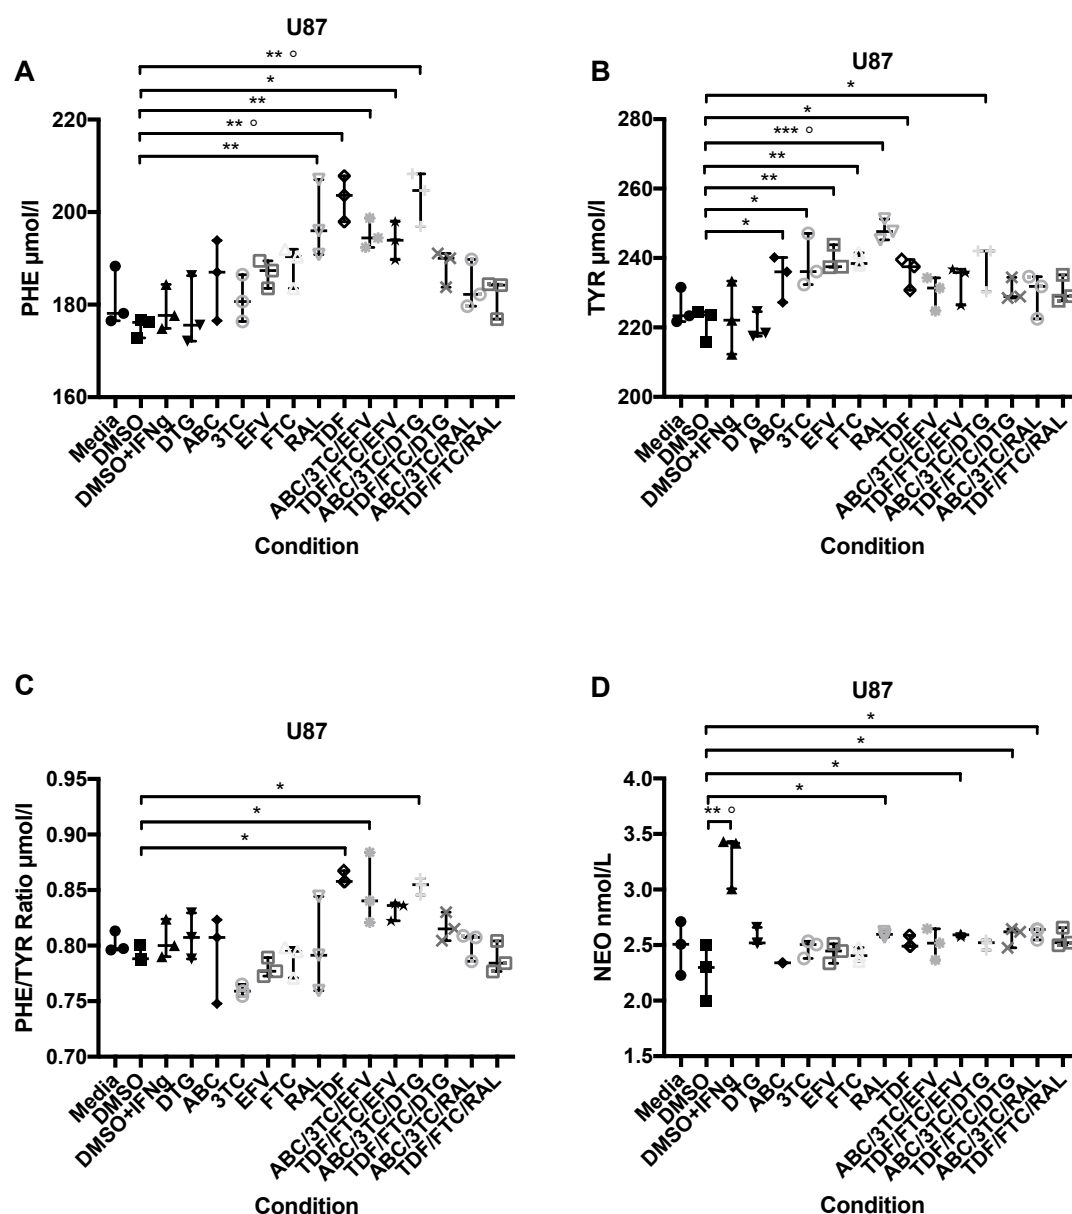 A
U87
** °
*
**
** °
**
PHE µmol/l
220
200
180
160
Media
DMSO
DMSO+IFNg
DTG
ABC
3TC
EFV
FTC
RAL
TDF
ABC/3TC/EFV
TDF/FTC/EFV
ABC/3TC/DTG
TDF/FTC/DTG
ABC/3TC/RAL
TDF/FTC/RAL
Condition
B
U87
*
*
*** °
**
**
*
*
TYR µmol/l
280
260
240
220
200
Media
DMSO
DMSO+IFNg
DTG
ABC
3TC
EFV
FTC
RAL
TDF
ABC/3TC/EFV
TDF/FTC/EFV
ABC/3TC/DTG
TDF/FTC/DTG
ABC/3TC/RAL
TDF/FTC/RAL
Condition
C
U87
*
*
*
PHE/TYR Ratio µmol/l
0.95
0.90
0.85
0.80
0.75
0.70
Media
DMSO
DMSO+IFNg
DTG
ABC
3TC
EFV
FTC
RAL
TDF
ABC/3TC/EFV
TDF/FTC/EFV
ABC/3TC/DTG
TDF/FTC/DTG
ABC/3TC/RAL
TDF/FTC/RAL
Condition
D
U87
*
*
*
*
** °
NEO nmol/L
4.0
3.5
3.0
2.5
2.0
1.5
Media
DMSO
DMSO+IFNg
DTG
ABC
3TC
EFV
FTC
RAL
TDF
ABC/3TC/EFV
TDF/FTC/EFV
ABC/3TC/DTG
TDF/FTC/DTG
ABC/3TC/RAL
TDF/FTC/RAL
Condition